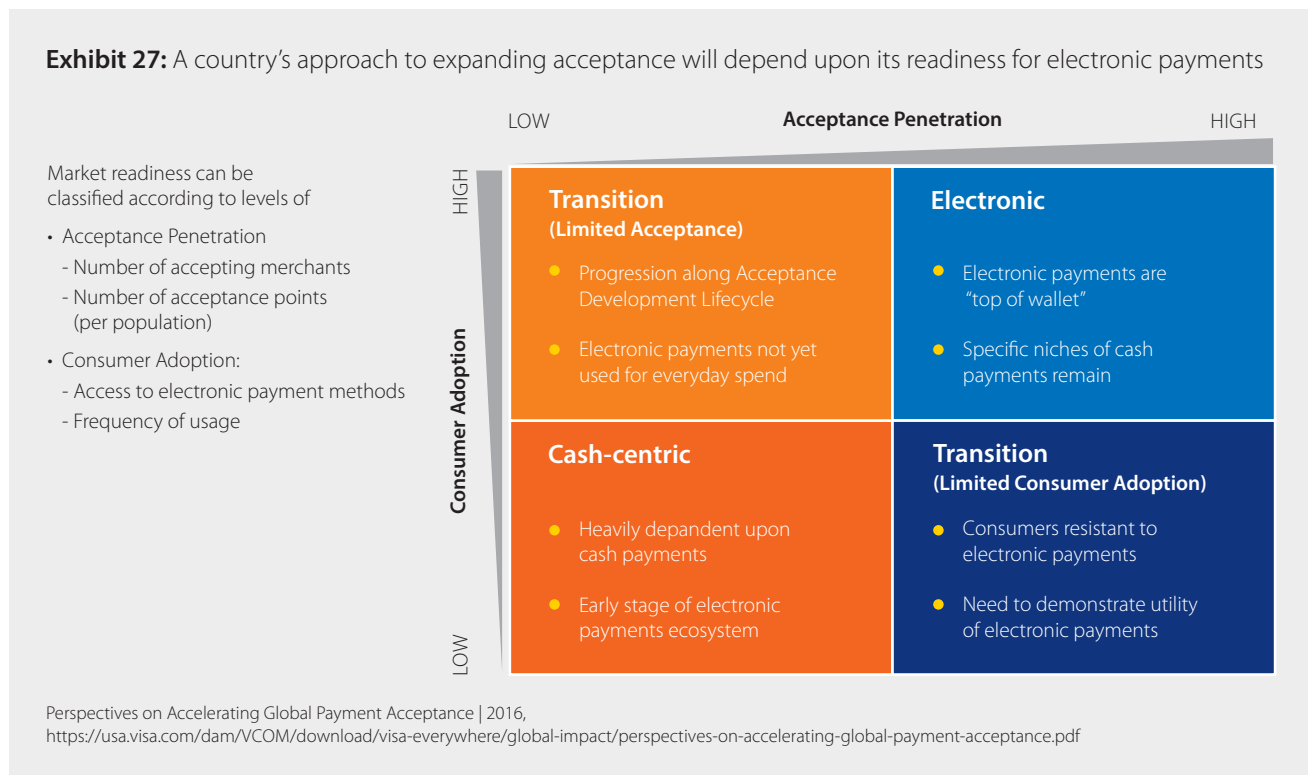 Exhibit 27: A country’s approach to expanding acceptance will depend upon its readiness for electronic payments
LOW
Acceptance Penetration
HIGH
Market readiness can be
classified according to levels of
• Acceptance Penetration
- Number of accepting merchants
- Number of acceptance points
(per population)
• Consumer Adoption:
- Access to electronic payment methods
- Frequency of usage
HIGH
Consumer Adoption
LOW
Transition
(Limited Acceptance)
Progression along Acceptance
Development Lifecycle
Electronic payments not yet
used for everyday spend
Electronic
Electronic payments are
“top of wallet”
Specific niches of cash
payments remain
Cash-centric
Heavily depandent upon
cash payments
Early stage of electronic
payments ecosystem
Transition
(Limited Consumer Adoption)
Consumers resistant to
electronic payments
Need to demonstrate utility
of electronic payments
Perspectives on Accelerating Global Payment Acceptance | 2016,
https://usa.visa.com/dam/VCOM/download/visa-everywhere/global-impact/perspectives-on-accelerating-global-payment-acceptance.pdf